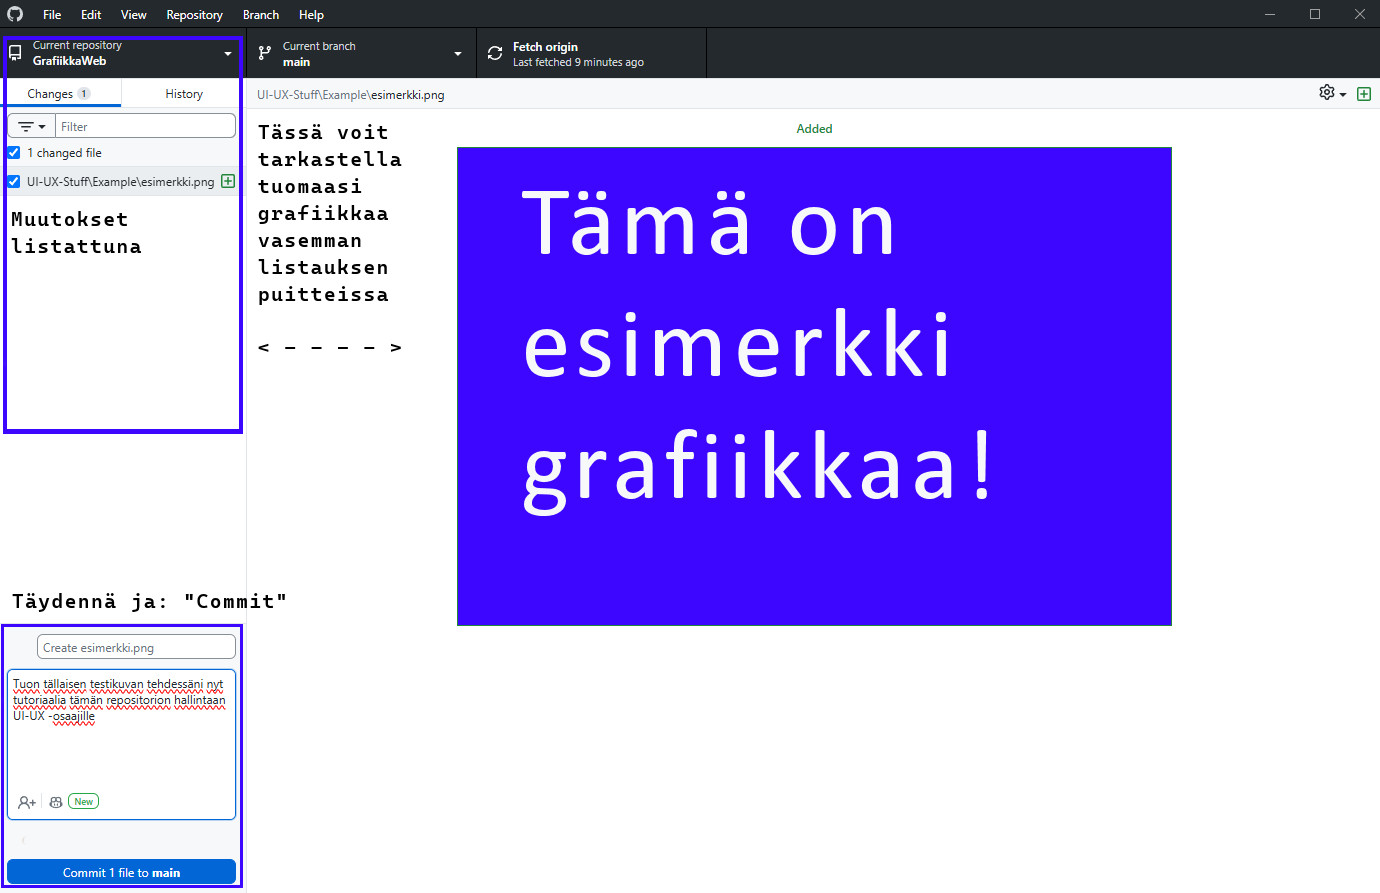 File Edit View Repository Branch Help
Current repository
GrafiikkaWeb
Current branch
main
Fetch origin
Last fetched 9 minutes ago
Changes 1 History
Filter
1 changed file
UI-UX-Stuff\Example\esimerkki.png
Muutokset
listattuna
Täydennä ja: "Commit"
Create esimerkki.png
Tuon tällaisen testikuvan tehdessäni nyt
tutoriaalia tämän repositorion hallintaan
UI-UX -osaajille
New
Commit 1 file to main
UI-UX-Stuff\Example\esimerkki.png
Tässä voit
tarkastella
tuomaasi
grafiikkaa
vasemman
listauksen
puitteissa
< - - - - >
Added
Tämä on
esimerkki
grafiikkaa!